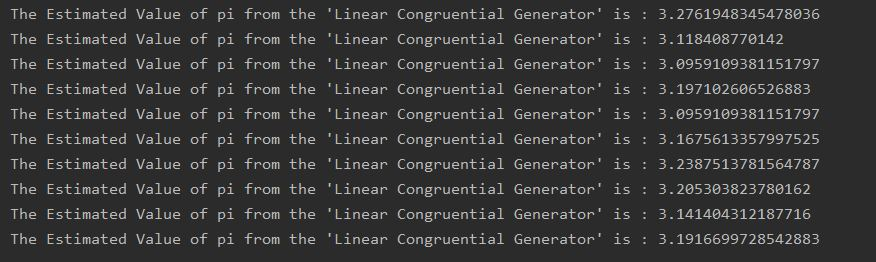 The Estimated Value of pi from the 'Linear Congruential Generator' is : 3.2761948345478036
The Estimated Value of pi from the 'Linear Congruential Generator' is : 3.118408770142
The Estimated Value of pi from the 'Linear Congruential Generator' is : 3.0959109381151797
The Estimated Value of pi from the 'Linear Congruential Generator' is : 3.197102606526883
The Estimated Value of pi from the 'Linear Congruential Generator' is : 3.0959109381151797
The Estimated Value of pi from the 'Linear Congruential Generator' is : 3.1675613357997525
The Estimated Value of pi from the 'Linear Congruential Generator' is : 3.2387513781564787
The Estimated Value of pi from the 'Linear Congruential Generator' is : 3.205303823780162
The Estimated Value of pi from the 'Linear Congruential Generator' is : 3.141404312187716
The Estimated Value of pi from the 'Linear Congruential Generator' is : 3.1916699728542883